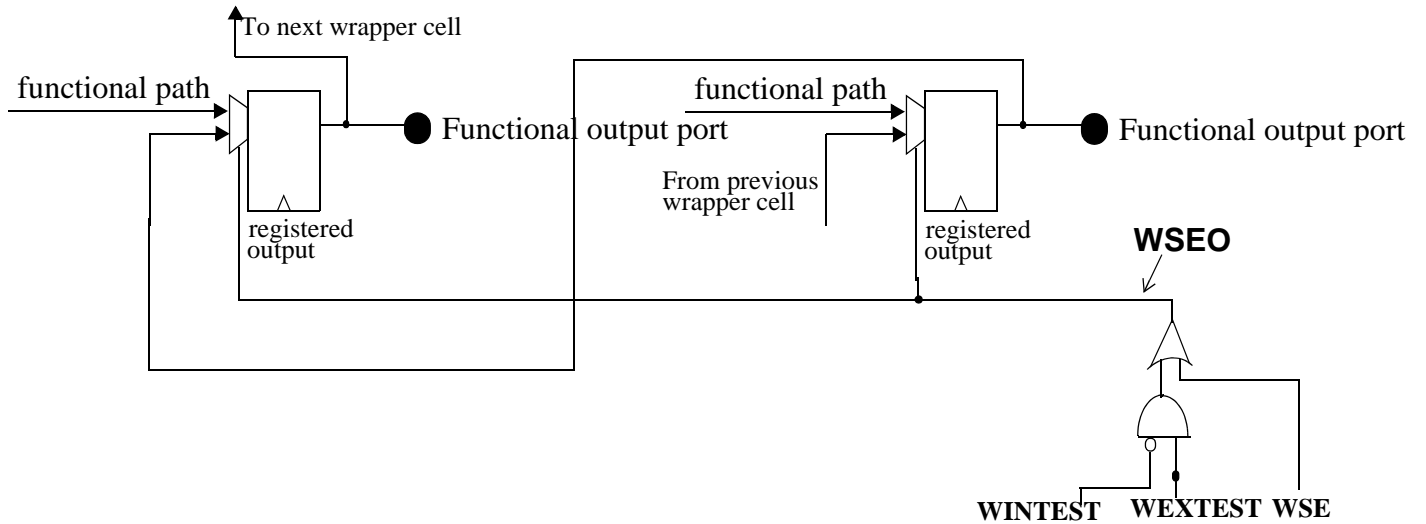 To next wrapper cell
functional path
Functional output port
registered
output
functional path
Functional output port
From previous
wrapper cell
registered
output
WSEO
WINTEST
WEXTEST
WSE